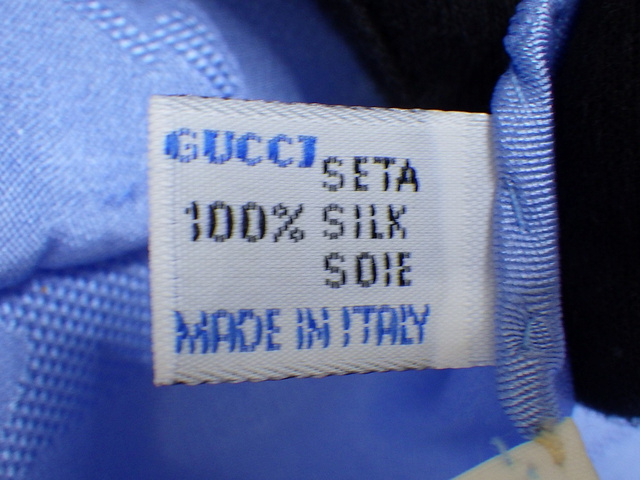 GUCCI
SETA
100% SILK
SOIE
MADE IN ITALY